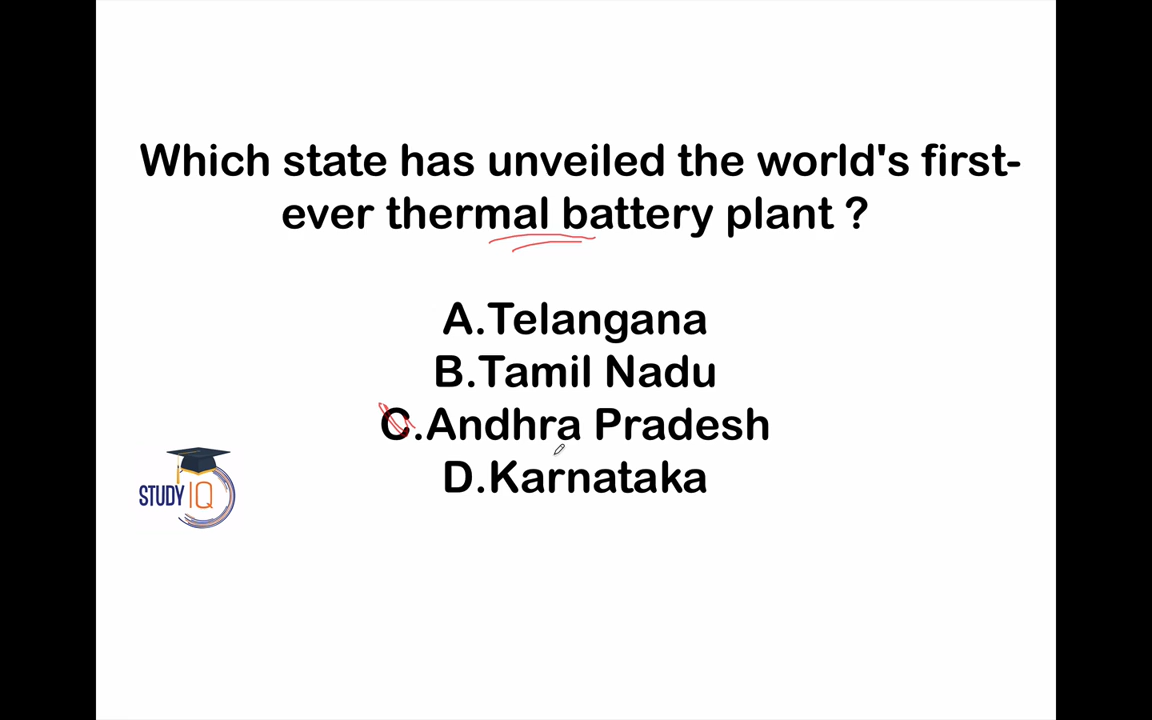 Which state has unveiled the world's first-
ever thermal battery plant ?
A.Telangana
B.Tamil Nadu
C.Andhra Pradesh
D.Karnataka
STUDY IQ